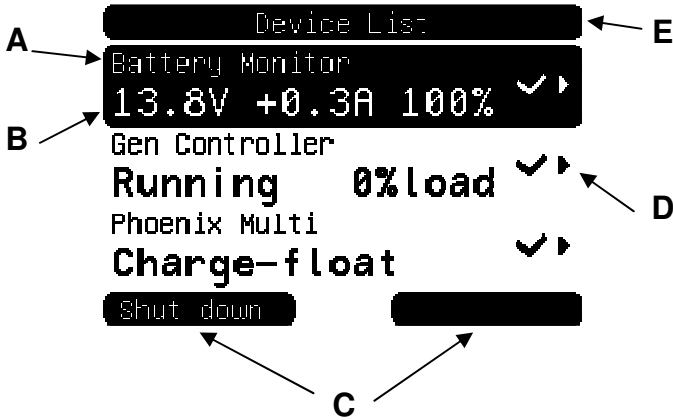 Device List
E
A
Battery Monitor
13.8V +0.3A 100%
B
Gen Controller
Running 0%load
D
Phoenix Multi
Charge-float
Shut down
C